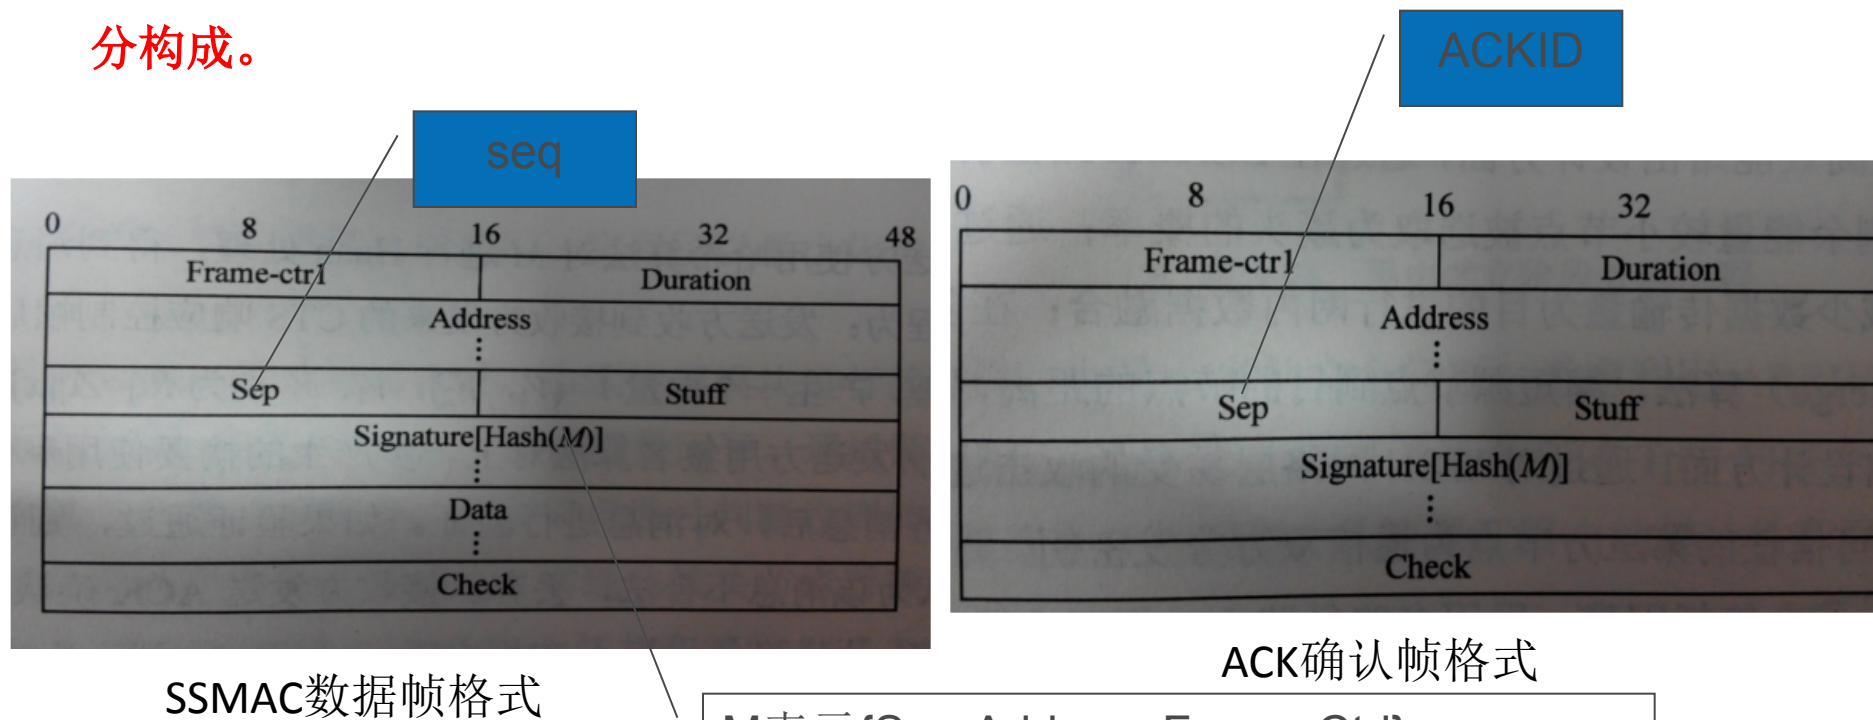 分构成。
ACKID
seq
0 8 16 32 48
Frame-ctrl Duration
Address
Sep Stuff
Signature[Hash(M)]
Data
Check
SSMAC数据帧格式
0 8 16 32
Frame-ctrl Duration
Address
Sep Stuff
Signature[Hash(M)]
Check
ACK确认帧格式